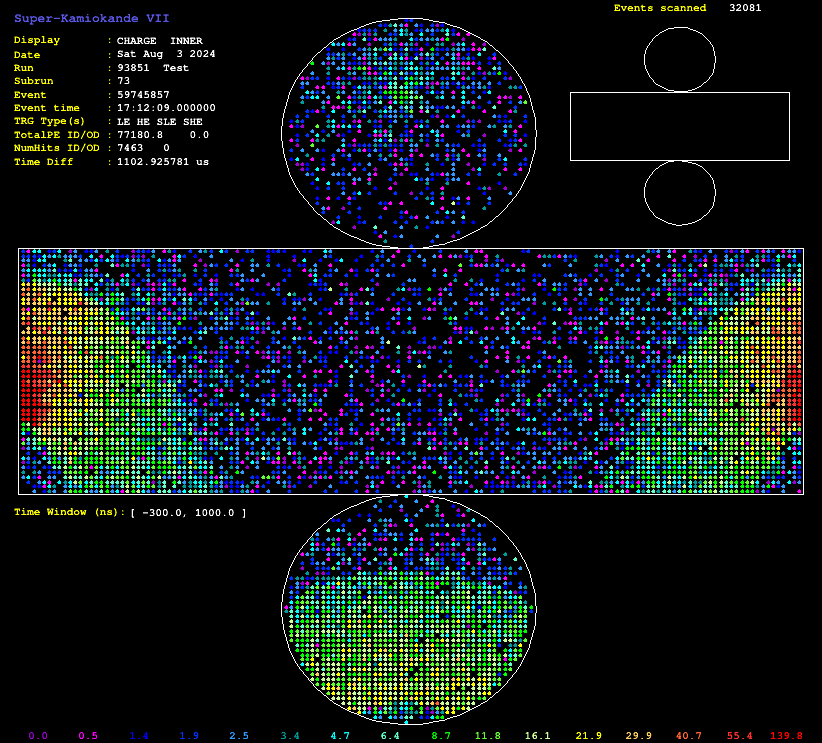 Super-Kamiokande VII
Display : CHARGE INNER
Date : Sat Aug 3 2024
Run : 93851 Test
Subrun : 73
Event : 59745857
Event time : 17:12:09.000000
TRG Type(s) : LE HE SLE SHE
TotalPE ID/OD : 77180.8 0.0
NumHits ID/OD : 7463 0
Time Diff : 1102.925781 us
Events scanned 32081
Time Window (ns): [ -300.0, 1000.0 ]
0.0 0.5 1.4 1.9 2.5 3.4 4.7 6.4 8.7 11.8 16.1 21.9 29.9 40.7 55.4 139.8